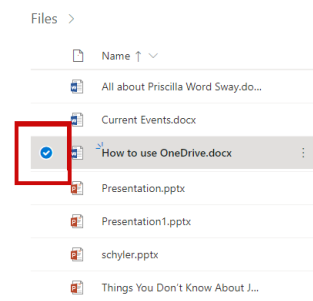 Files >
Name ↑
All about Priscilla Word Sway.do...
Current Events.docx
How to use OneDrive.docx
Presentation.pptx
Presentation1.pptx
schyler.pptx
Things You Don't Know About J...